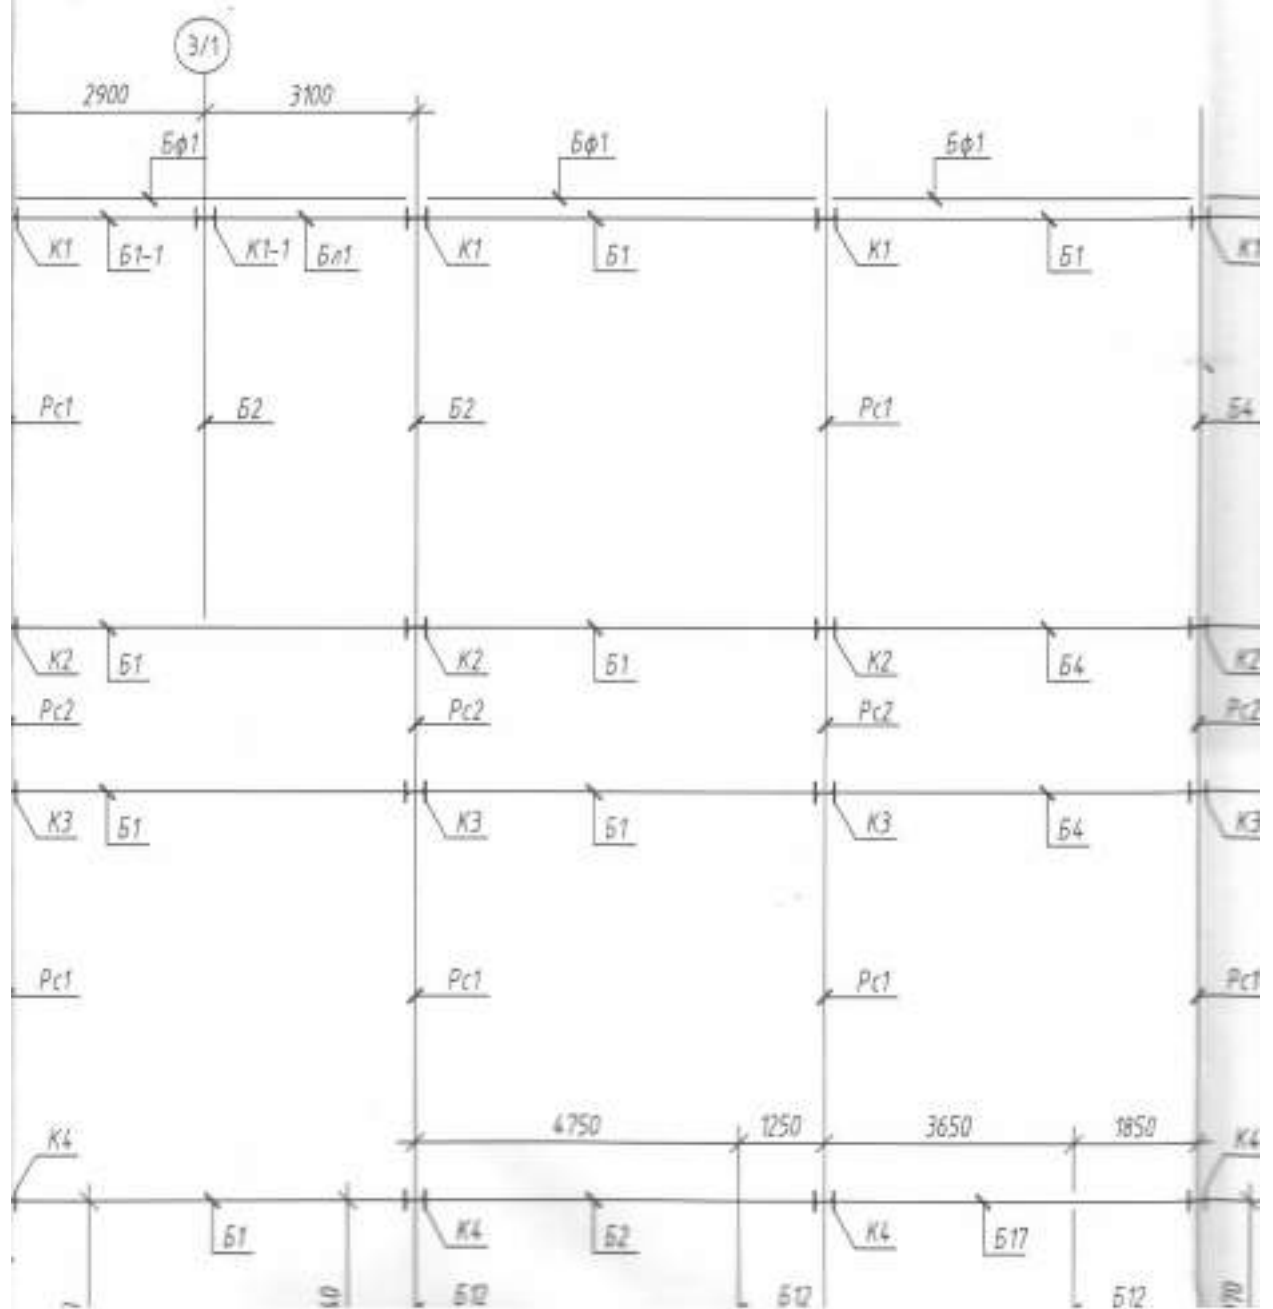 3/1
2900 3100
Бф1 Бф1 Бф1
К1 Б1-1 К1-1 Бл1 К1 Б1 К1 Б1 К1
Рс1 Б2 Б2 Рс1 Б4
К2 Б1 К2 Б1 К2 Б4 К2
Рс2 Рс2 Рс2 Рс2
К3 Б1 К3 Б1 К3 Б4 К3
Рс1 Рс1 Рс1 Рс1
4750 1250 3650 1850
К4 К4
Б1 К4 Б2 К4 Б17
Б12 Б12 Б12